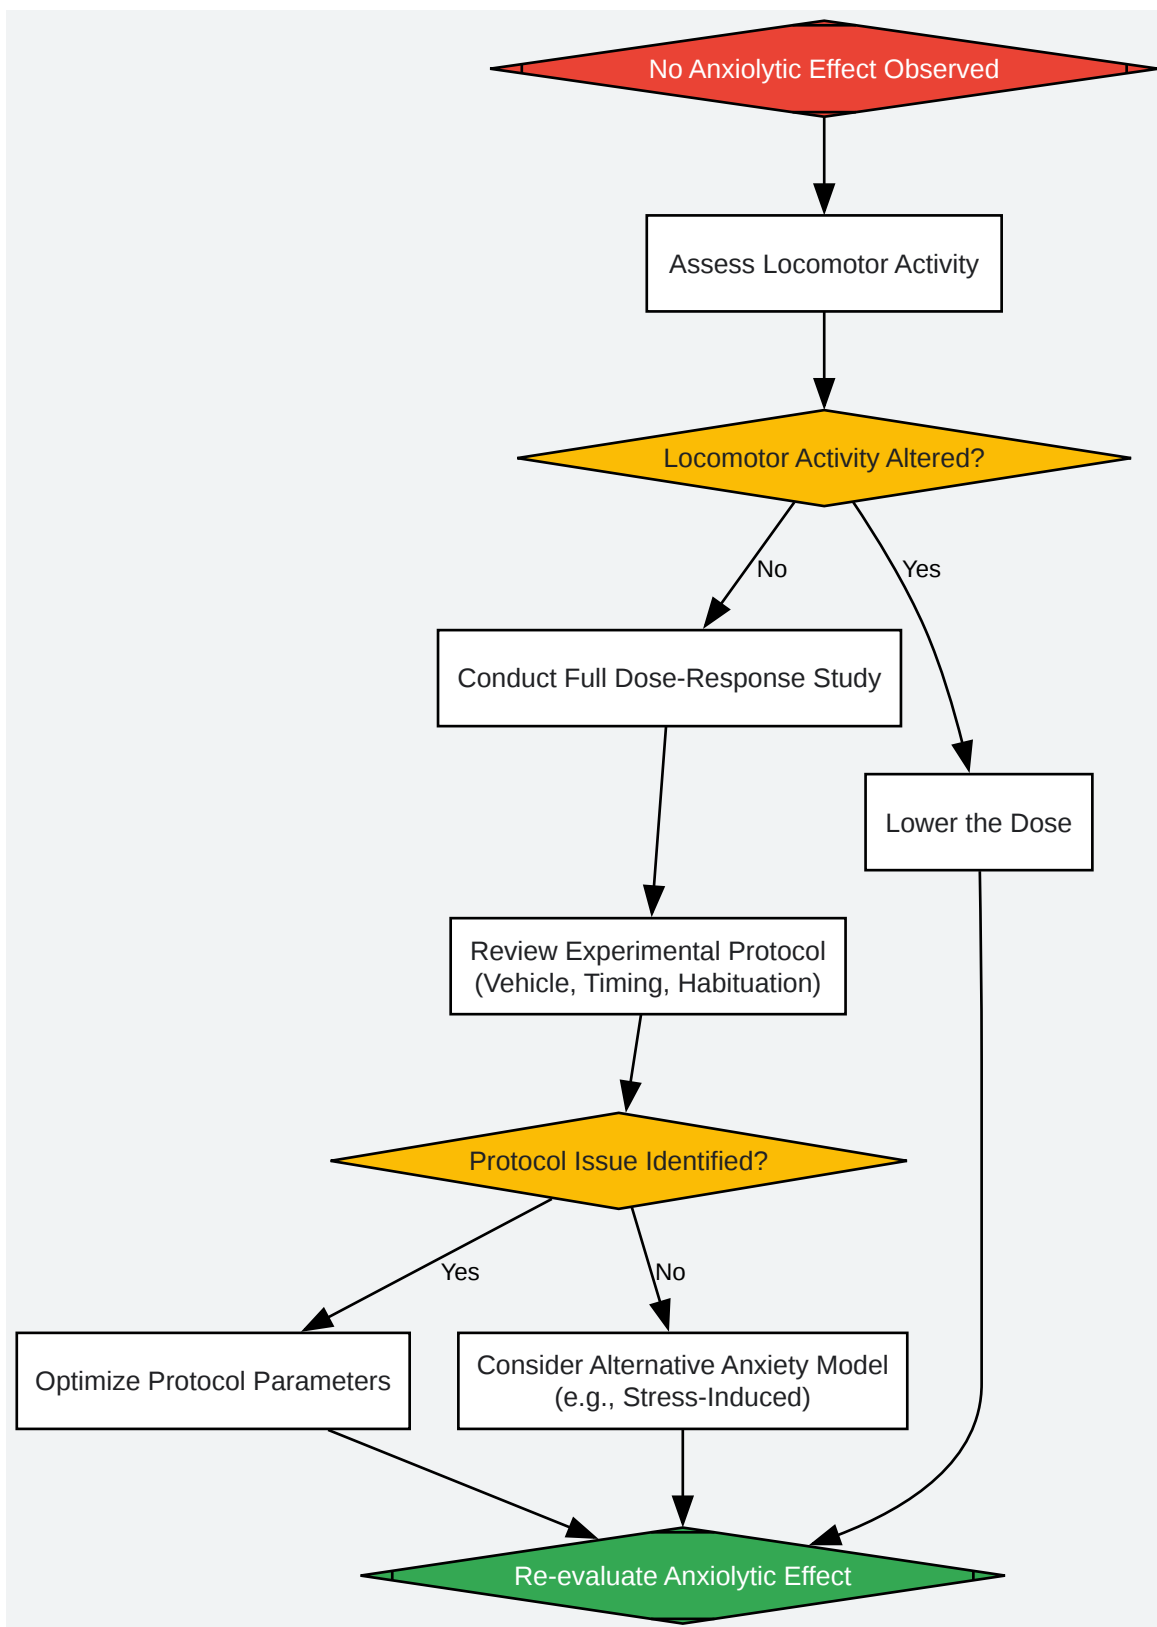 No Anxiolytic Effect Observed
Assess Locomotor Activity
Locomotor Activity Altered?
No
Yes
Conduct Full Dose-Response Study
Lower the Dose
Review Experimental Protocol
(Vehicle, Timing, Habituation)
Protocol Issue Identified?
Yes
No
Optimize Protocol Parameters
Consider Alternative Anxiety Model
(e.g., Stress-Induced)
Re-evaluate Anxiolytic Effect